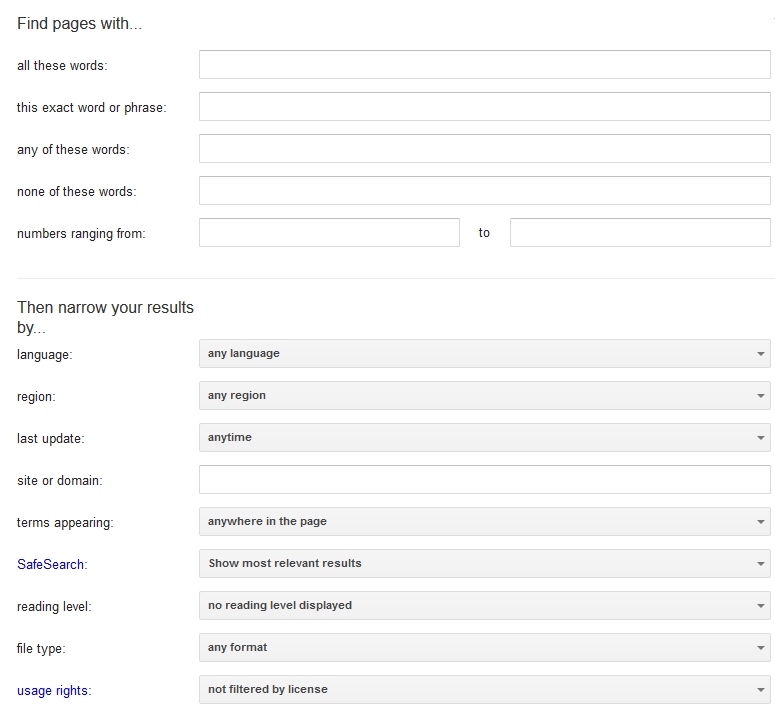 Find pages with...
all these words:
this exact word or phrase:
any of these words:
none of these words:
numbers ranging from: to
Then narrow your results
by...
language: any language
region: any region
last update: anytime
site or domain:
terms appearing: anywhere in the page
SafeSearch: Show most relevant results
reading level: no reading level displayed
file type: any format
usage rights: not filtered by license